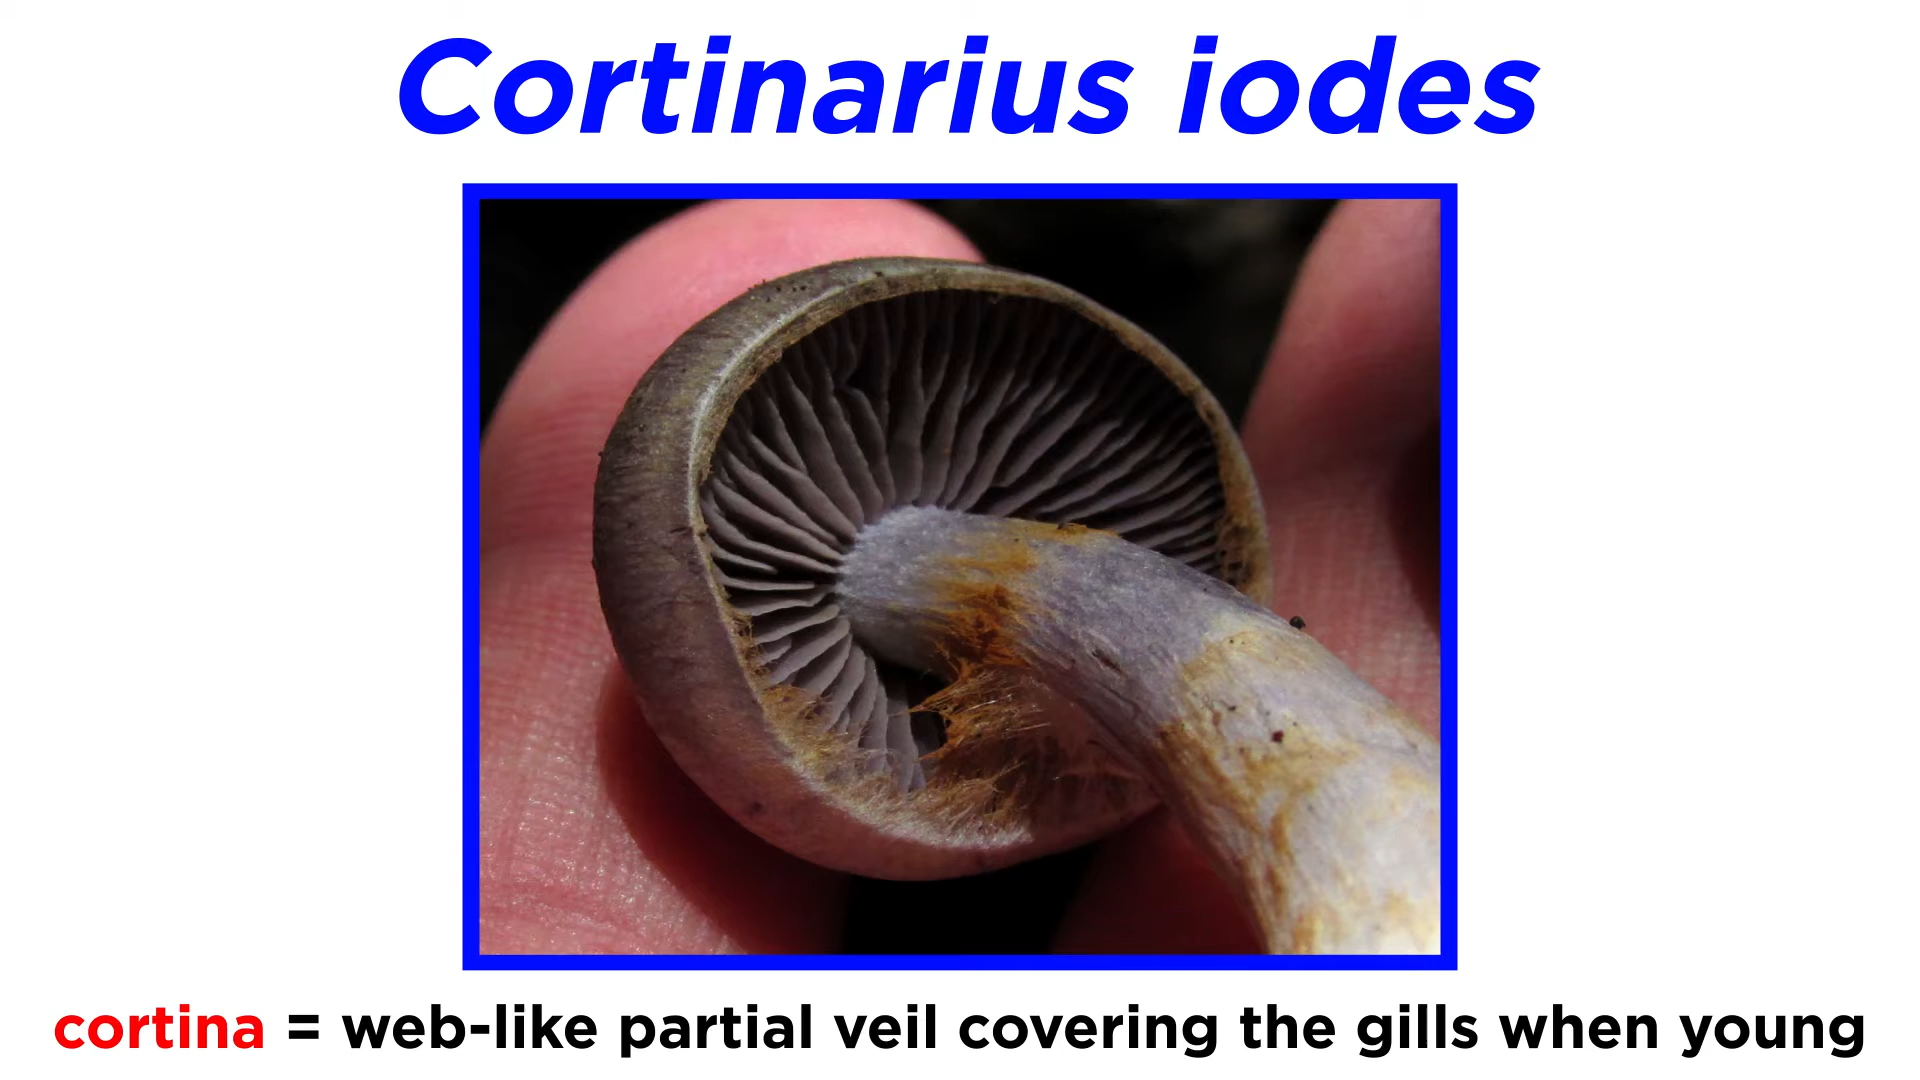 Cortinarius iodes
cortina = web-like partial veil covering the gills when young